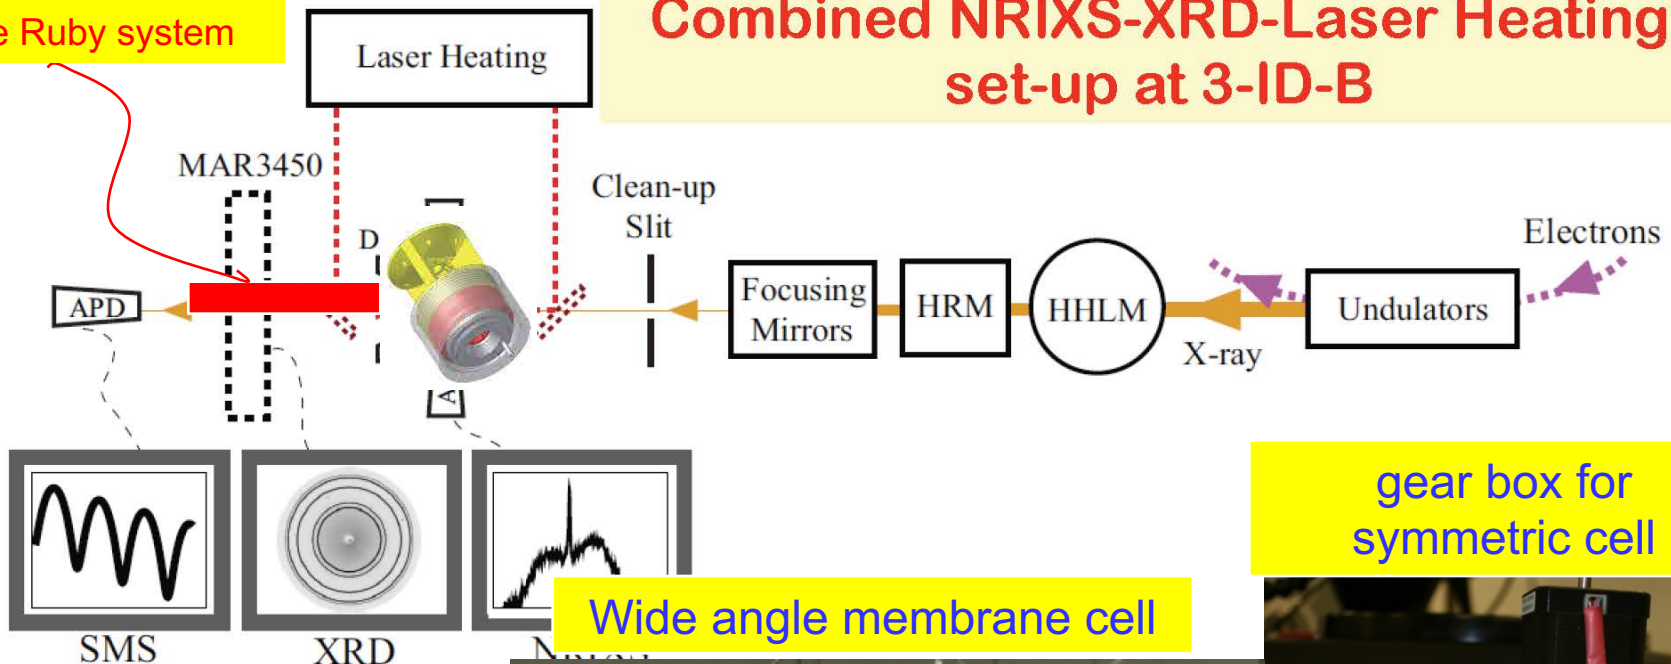 e Ruby system
Combined NRIXS-XRD-Laser Heating
set-up at 3-ID-B
Laser Heating
MAR3450
Clean-up
Slit
D
Electrons
APD
Focusing
Mirrors
HRM
HHLM
X-ray
Undulators
A
gear box for
symmetric cell
Wide angle membrane cell
SMS
XRD